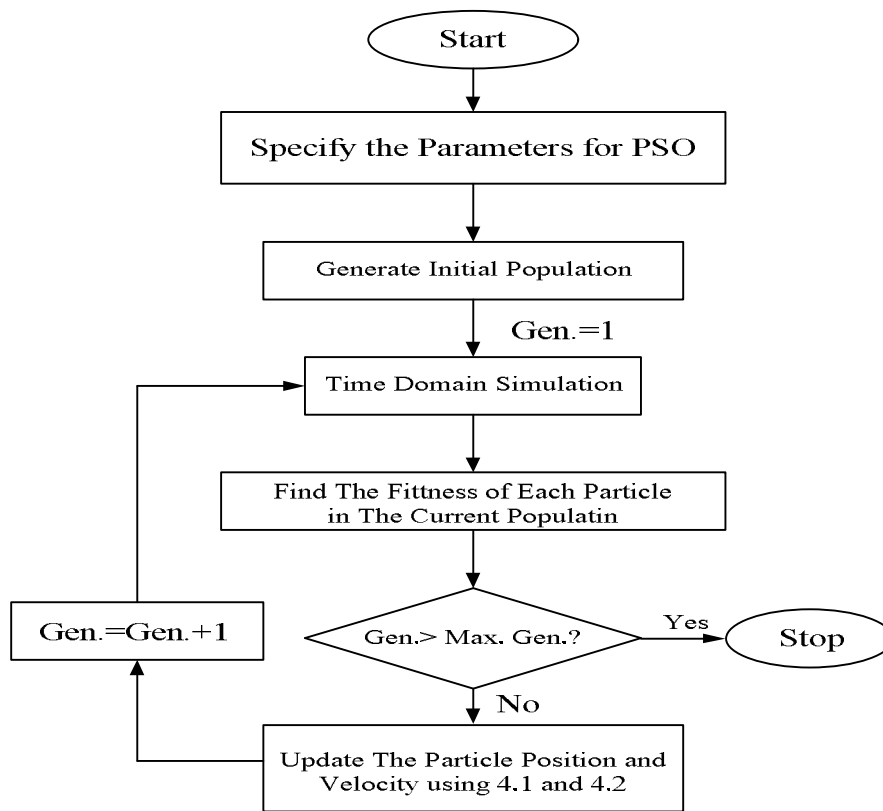 Start
Specify the Parameters for PSO
Generate Initial Population
Gen.=1
Time Domain Simulation
Find The Fittness of Each Particle
in The Current Populatin
Gen.=Gen.+1
Gen.> Max. Gen.?
Yes
Stop
No
Update The Particle Position and
Velocity using 4.1 and 4.2